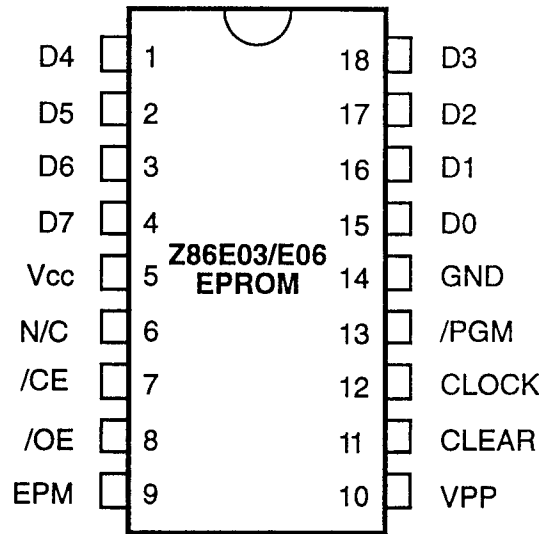 D4 1 18 D3
D5 2 17 D2
D6 3 16 D1
D7 4 15 D0
Z86E03/E06
Vcc 5 EPROM 14 GND
N/C 6 13 /PGM
/CE 7 12 CLOCK
/OE 8 11 CLEAR
EPM 9 10 VPP